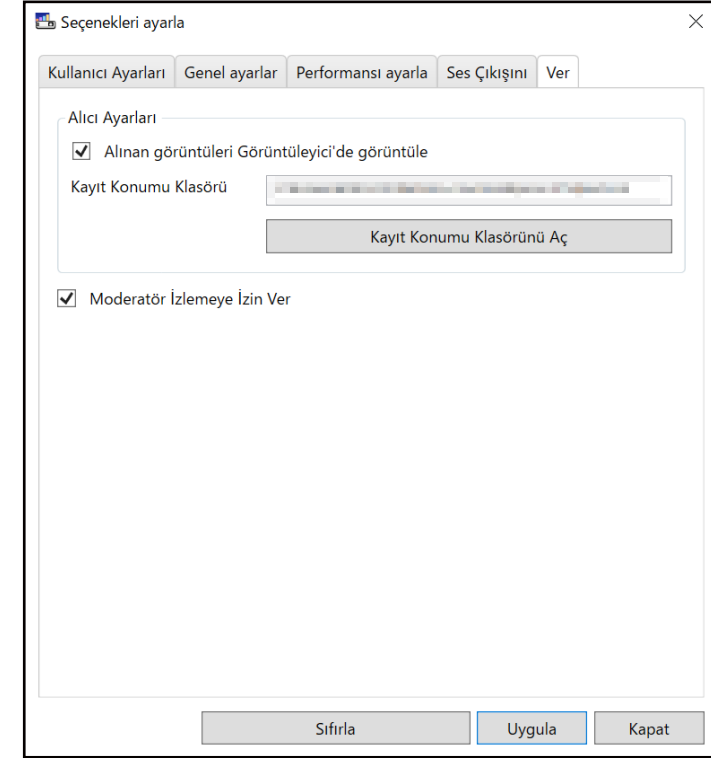 Seçenekleri ayarla
Kullanıcı Ayarları Genel ayarlar Performansı ayarla Ses Çıkışını Ver
Alıcı Ayarları
Alınan görüntüleri Görüntüleyici'de görüntüle
Kayıt Konumu Klasörü
Kayıt Konumu Klasörünü Aç
Moderatör İzlemeye İzin Ver
Sıfırla Uygula Kapat